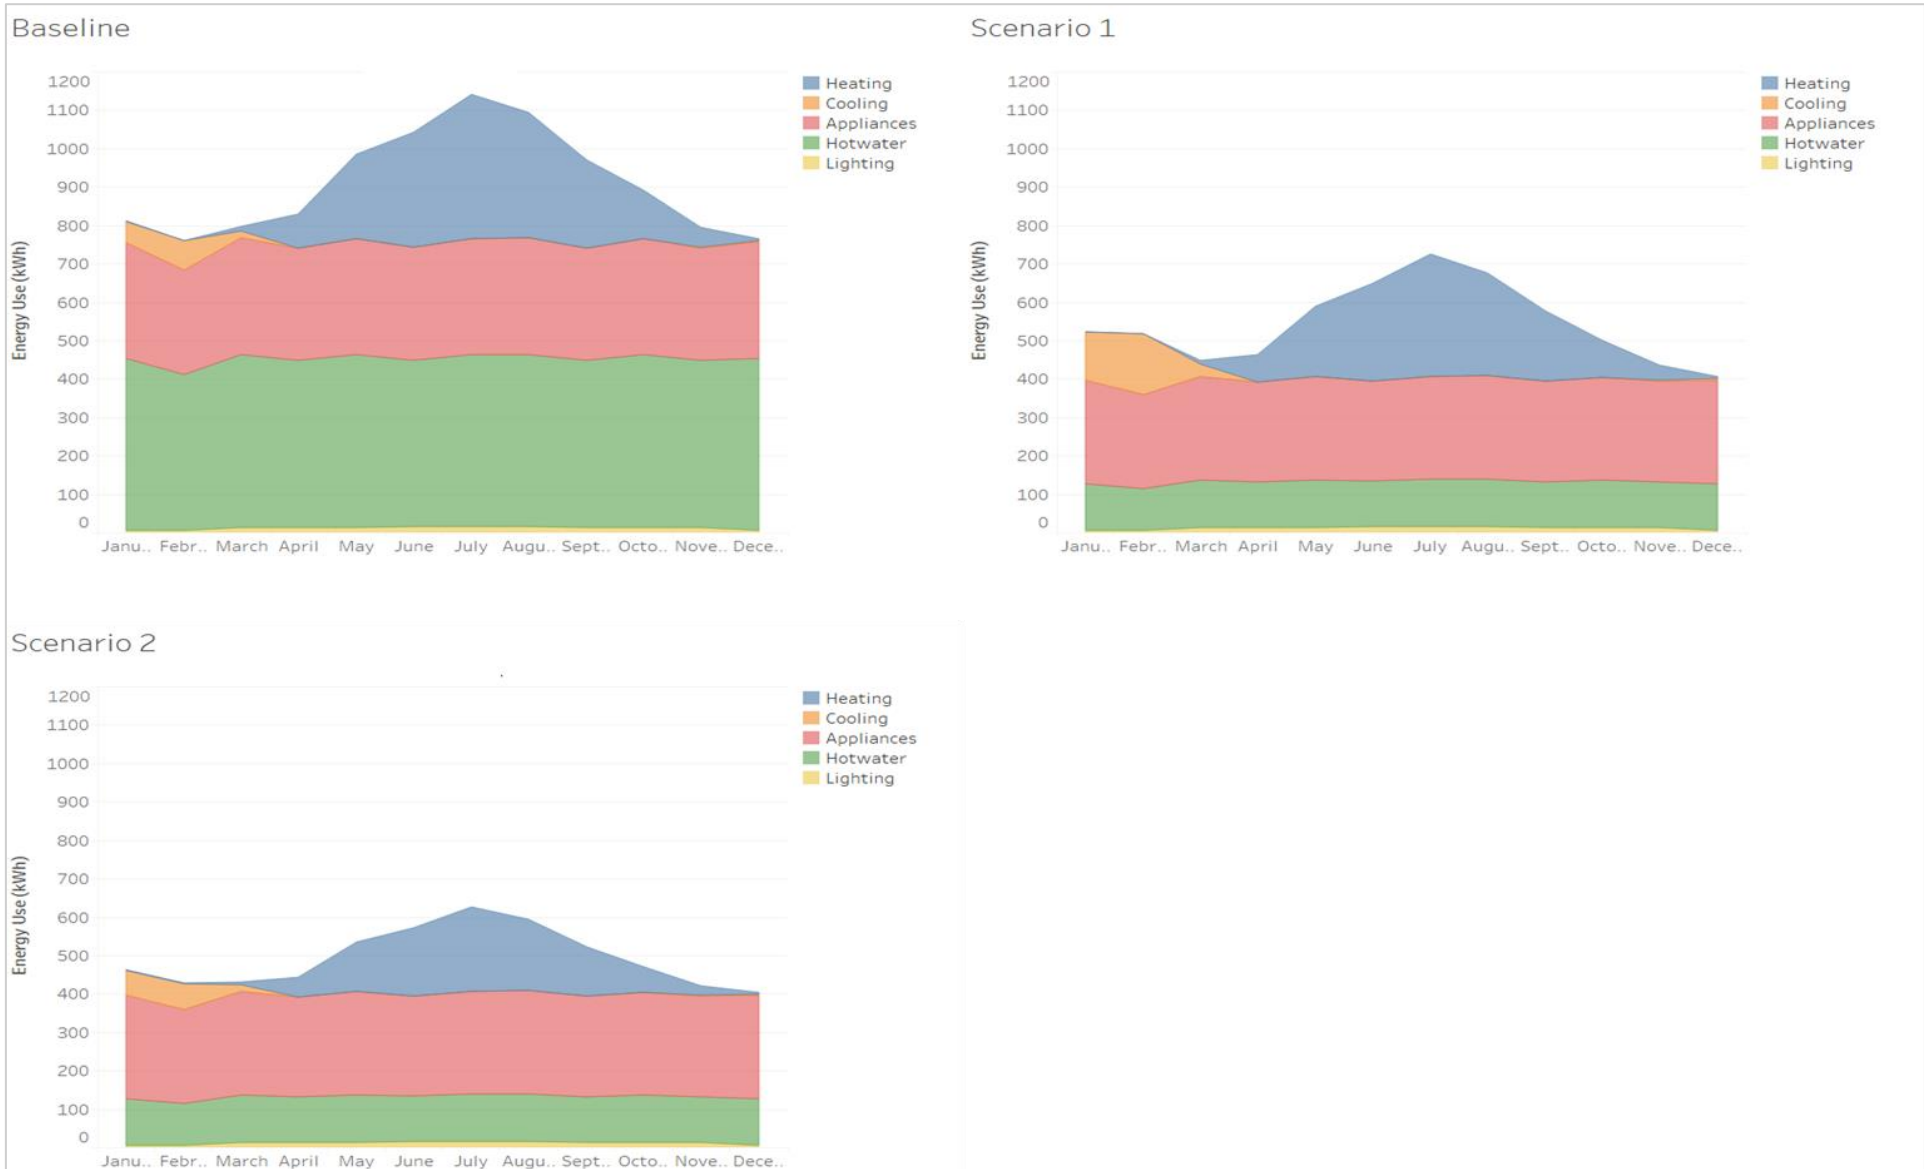 Baseline
1200
1100
1000
900
800
700
600
500
400
300
200
100
0
Energy Use (kWh)
Janu.. Febr.. March April May June July Augu.. Sept.. Octo.. Nove.. Dece..
Heating
Cooling
Appliances
Hotwater
Lighting
Scenario 1
1200
1100
1000
900
800
700
600
500
400
300
200
100
0
Energy Use (kWh)
Janu.. Febr.. March April May June July Augu.. Sept.. Octo.. Nove.. Dece..
Heating
Cooling
Appliances
Hotwater
Lighting
Scenario 2
1200
1100
1000
900
800
700
600
500
400
300
200
100
0
Energy Use (kWh)
Janu.. Febr.. March April May June July Augu.. Sept.. Octo.. Nove.. Dece..
Heating
Cooling
Appliances
Hotwater
Lighting